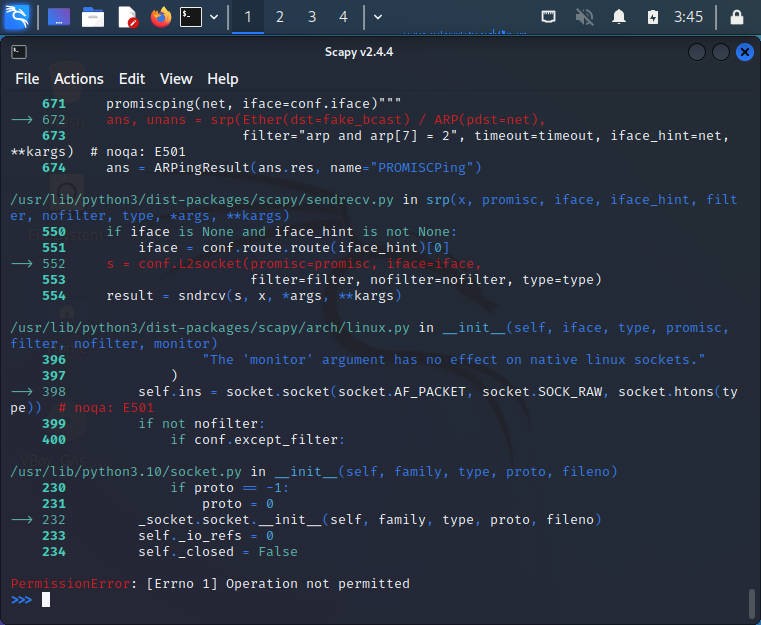 1 2 3 4 3:45
Scapy v2.4.4
File Actions Edit View Help
671 promiscping(net, iface=conf.iface)"""
--> 672 ans, unans = srp(Ether(dst=fake_bcast) / ARP(pdst=net),
673 filter="arp and arp[7] = 2", timeout=timeout, iface_hint=net,
**kargs) # noqa: E501
674 ans = ARPingResult(ans.res, name="PROMISCPing")
/usr/lib/python3/dist-packages/scapy/sendrecv.py in srp(x, promisc, iface, iface_hint, filt
er, nofilter, type, *args, **kargs)
550 if iface is None and iface_hint is not None:
551 iface = conf.route.route(iface_hint)[0]
--> 552 s = conf.L2socket(promisc=promisc, iface=iface,
553 filter=filter, nofilter=nofilter, type=type)
554 result = sndrcv(s, x, *args, **kargs)
/usr/lib/python3/dist-packages/scapy/arch/linux.py in __init__(self, iface, type, promisc,
filter, nofilter, monitor)
396 "The 'monitor' argument has no effect on native linux sockets."
397 )
--> 398 self.ins = socket.socket(socket.AF_PACKET, socket.SOCK_RAW, socket.htons(ty
pe)) # noqa: E501
399 if not nofilter:
400 if conf.except_filter:
/usr/lib/python3.10/socket.py in __init__(self, family, type, proto, fileno)
230 if proto == -1:
231 proto = 0
--> 232 _socket.socket.__init__(self, family, type, proto, fileno)
233 self._io_refs = 0
234 self._closed = False
PermissionError: [Errno 1] Operation not permitted
>>>